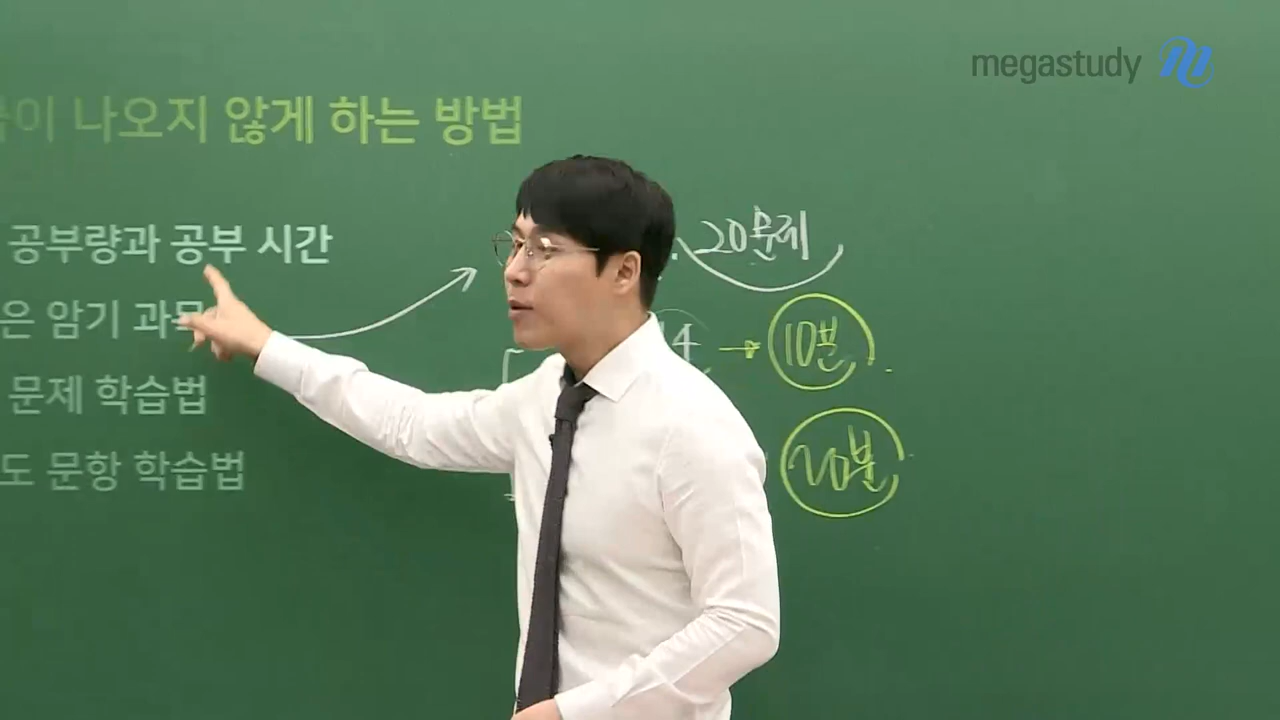 megastudy
이 나오지 않게 하는 방법
공부량과 공부 시간
20문제
은 암기 과목
14 → 10분
문제 학습법
도 문항 학습법
20분